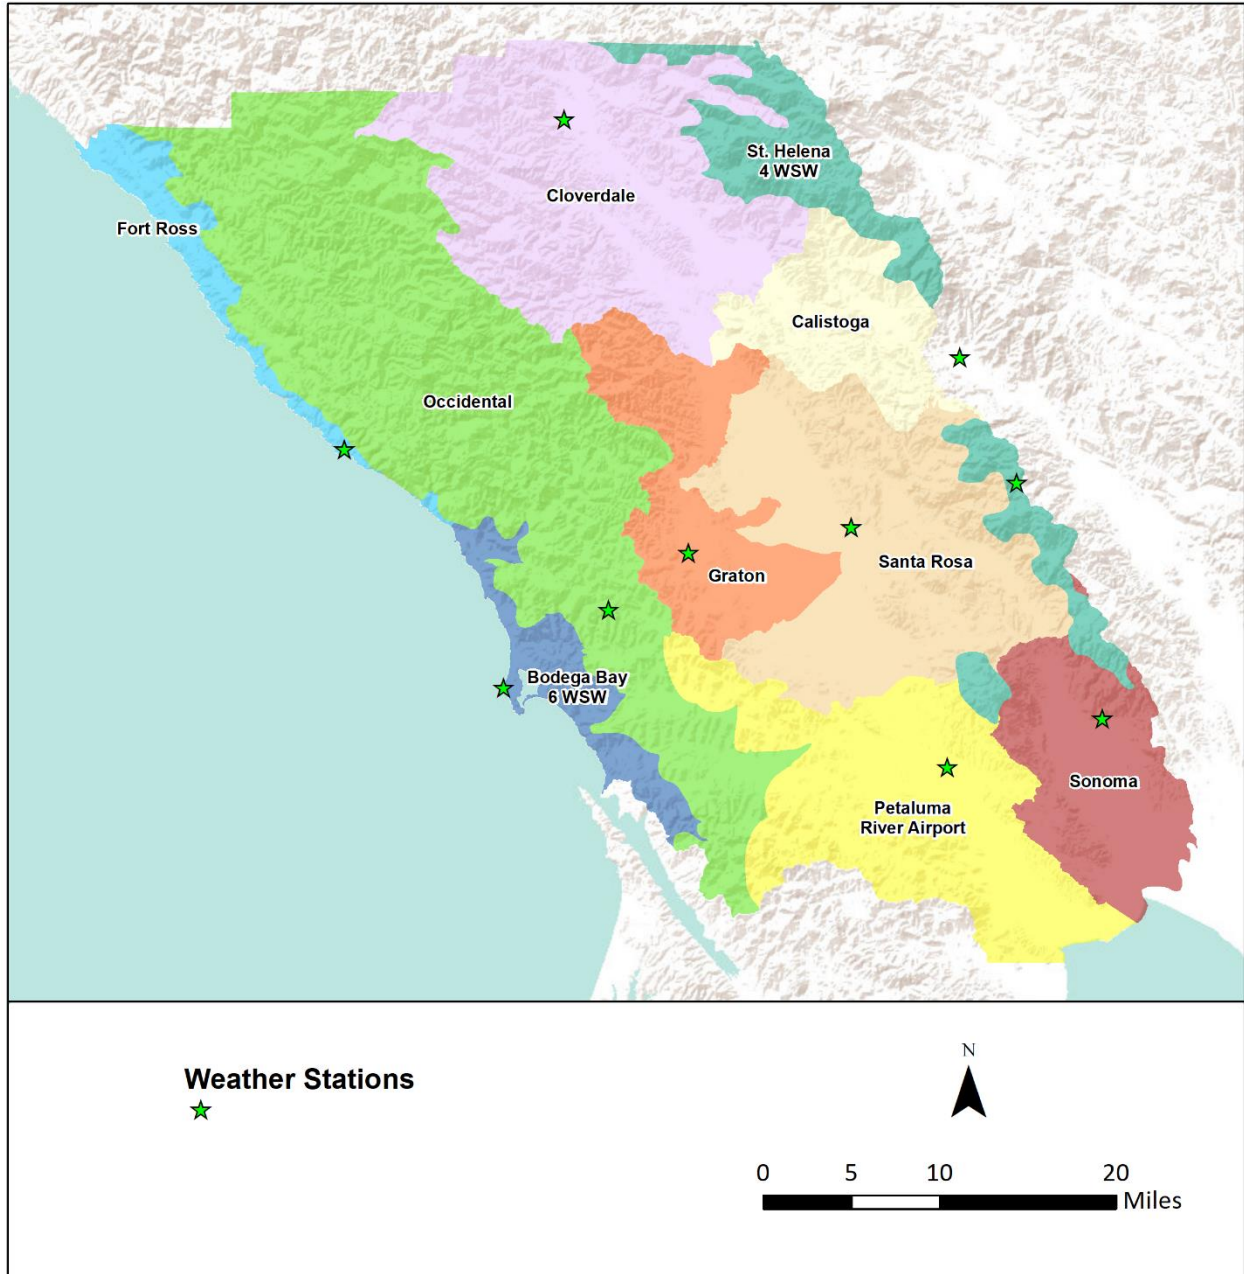 St. Helena
4 WSW
Cloverdale
Fort Ross
Calistoga
Occidental
Santa Rosa
Graton
Bodega Bay
6 WSW
Sonoma
Petaluma
River Airport
Weather Stations
N
0 5 10 20
Miles